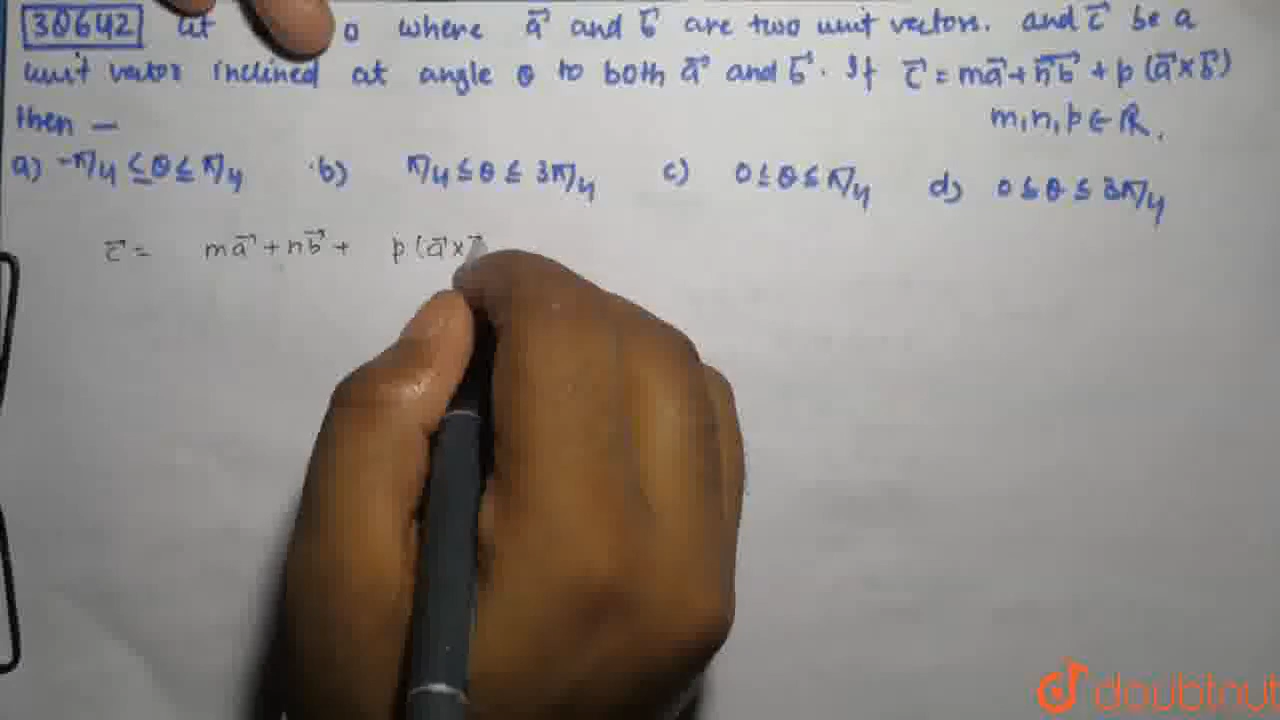 30642 at 0 where a⃗ and b⃗ are two unit vectors. and c⃗ be a
unit vector inclined at angle θ to both a⃗ and b⃗. If c⃗ = ma⃗ + nb⃗ + p (a⃗ × b⃗)
then — m, n, p ∈ R.
a) -π/4 ≤ θ ≤ π/4 b) π/4 ≤ θ ≤ 3π/4 c) 0 ≤ θ ≤ π/4 d) 0 ≤ θ ≤ 3π/4
c⃗ = ma⃗ + nb⃗ + p (a⃗ ×
doubtnut